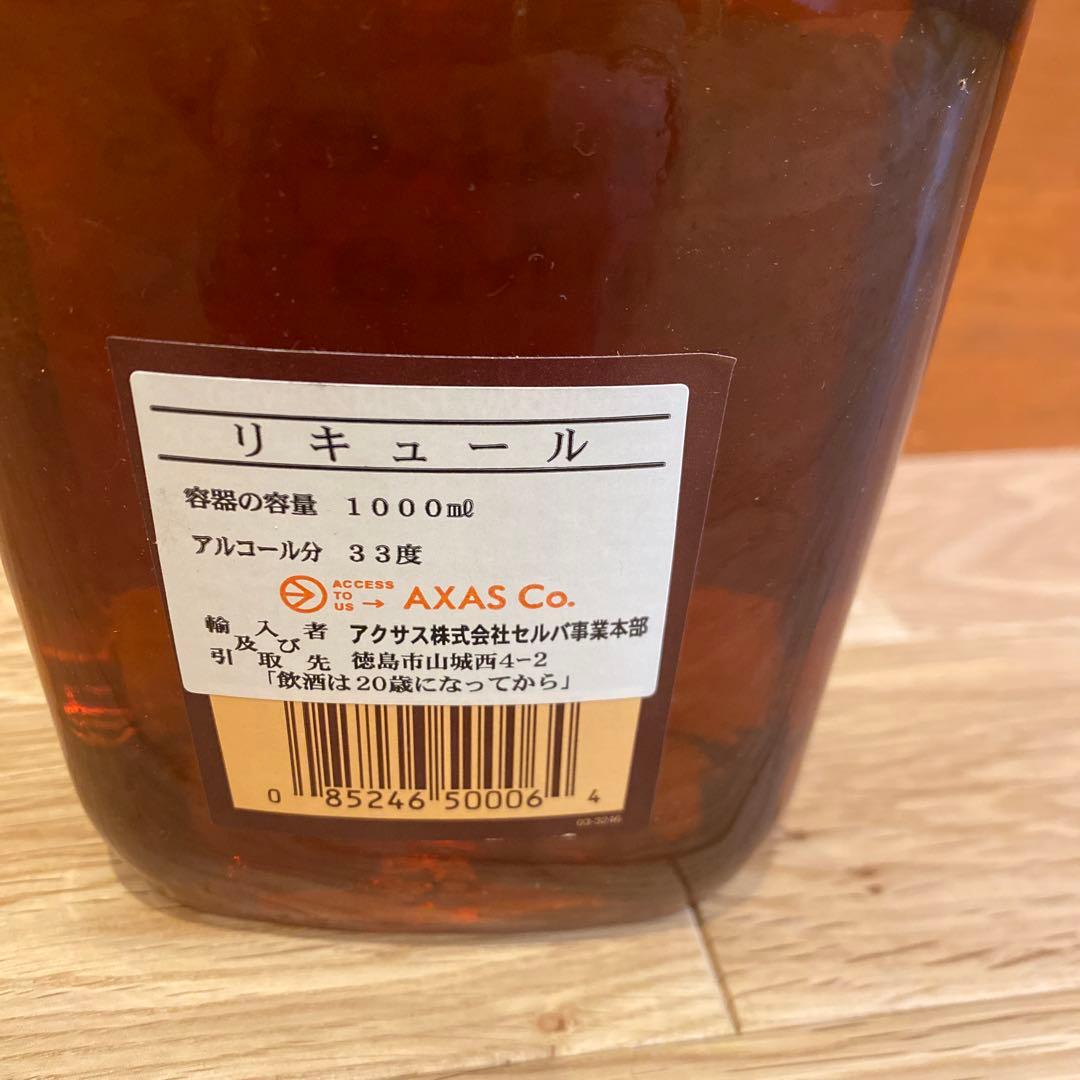 リキュール
容器の容量 1000㎖
アルコール分 33度
ACCESS TO US → AXAS Co.
輸入者及び引取先 アクサス株式会社セルバ事業本部
徳島市山城西4-2
「飲酒は20歳になってから」
0 85246 50006 4
03-3246